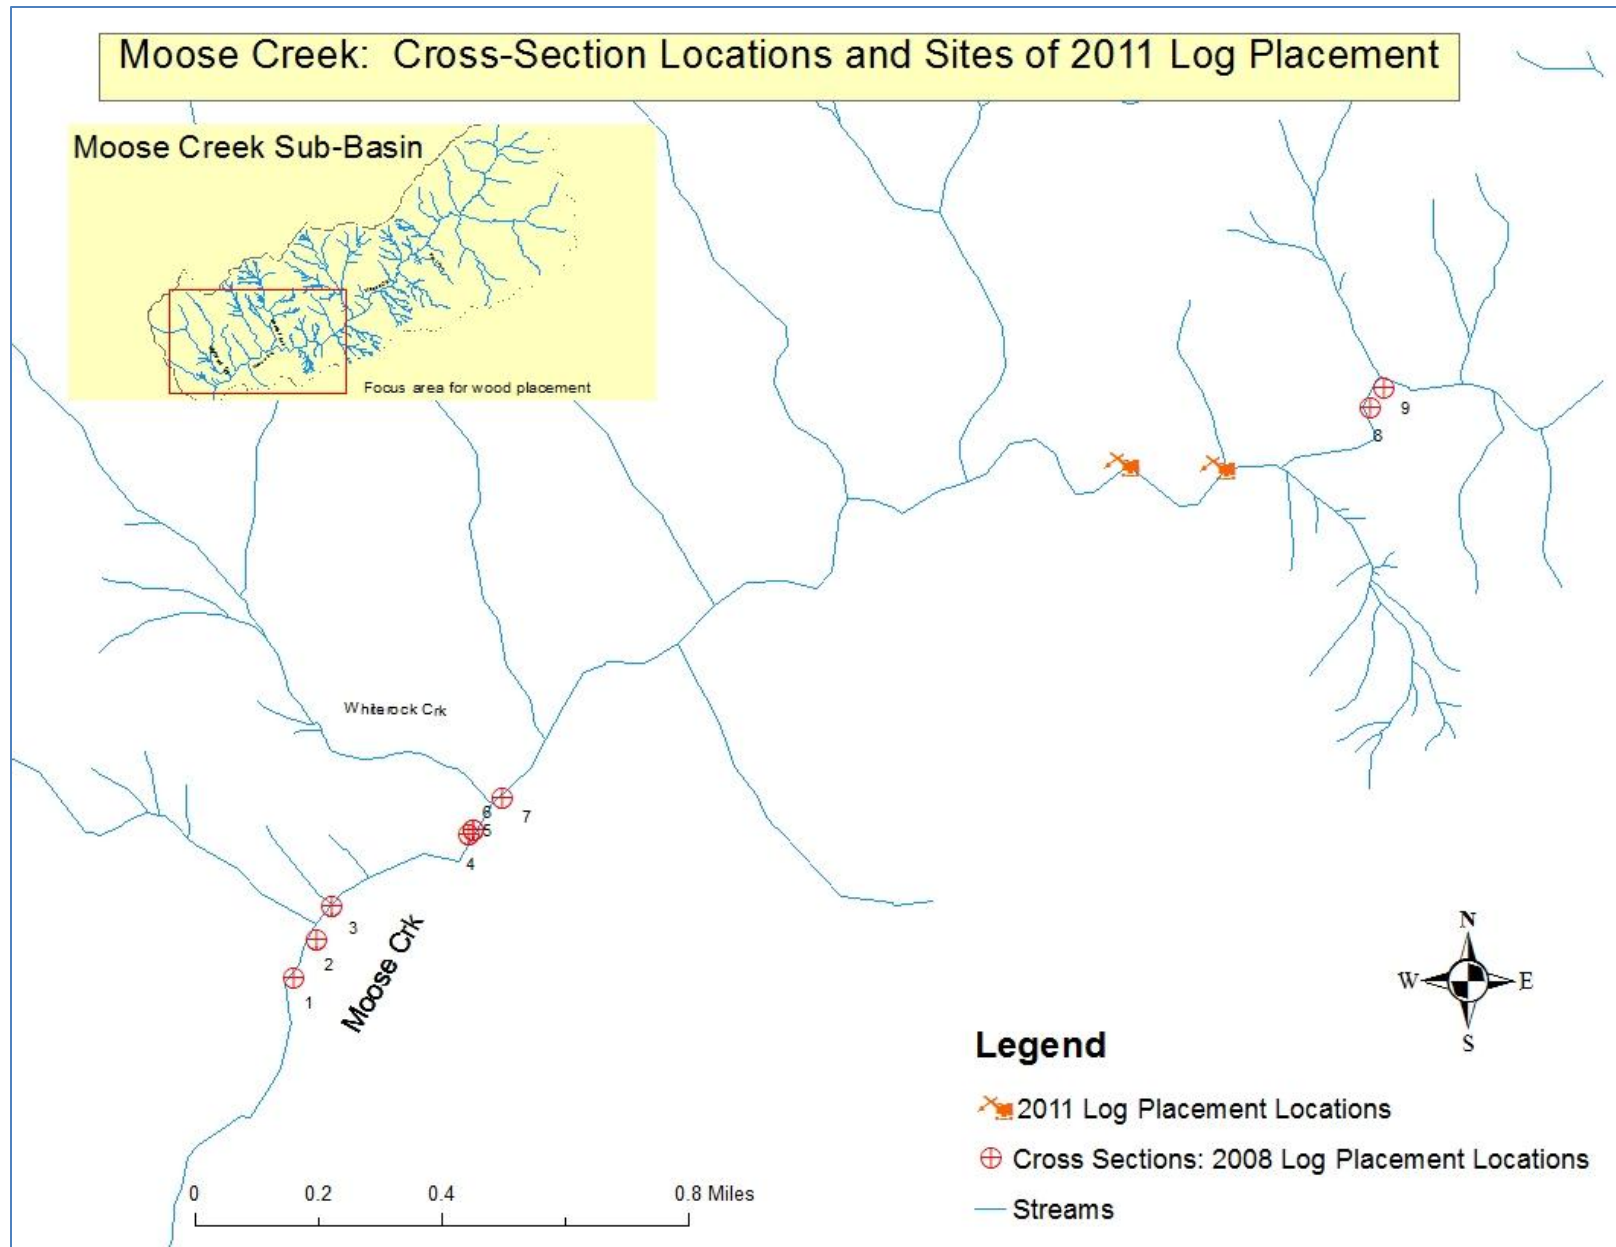 Moose Creek: Cross-Section Locations and Sites of 2011 Log Placement
Moose Creek Sub-Basin
Focus area for wood placement
9
8
Whiterock Crk
6
7
5
4
3
2
1
Moose Crk
N
W
E
S
Legend
2011 Log Placement Locations
Cross Sections: 2008 Log Placement Locations
Streams
0 0.2 0.4 0.8 Miles